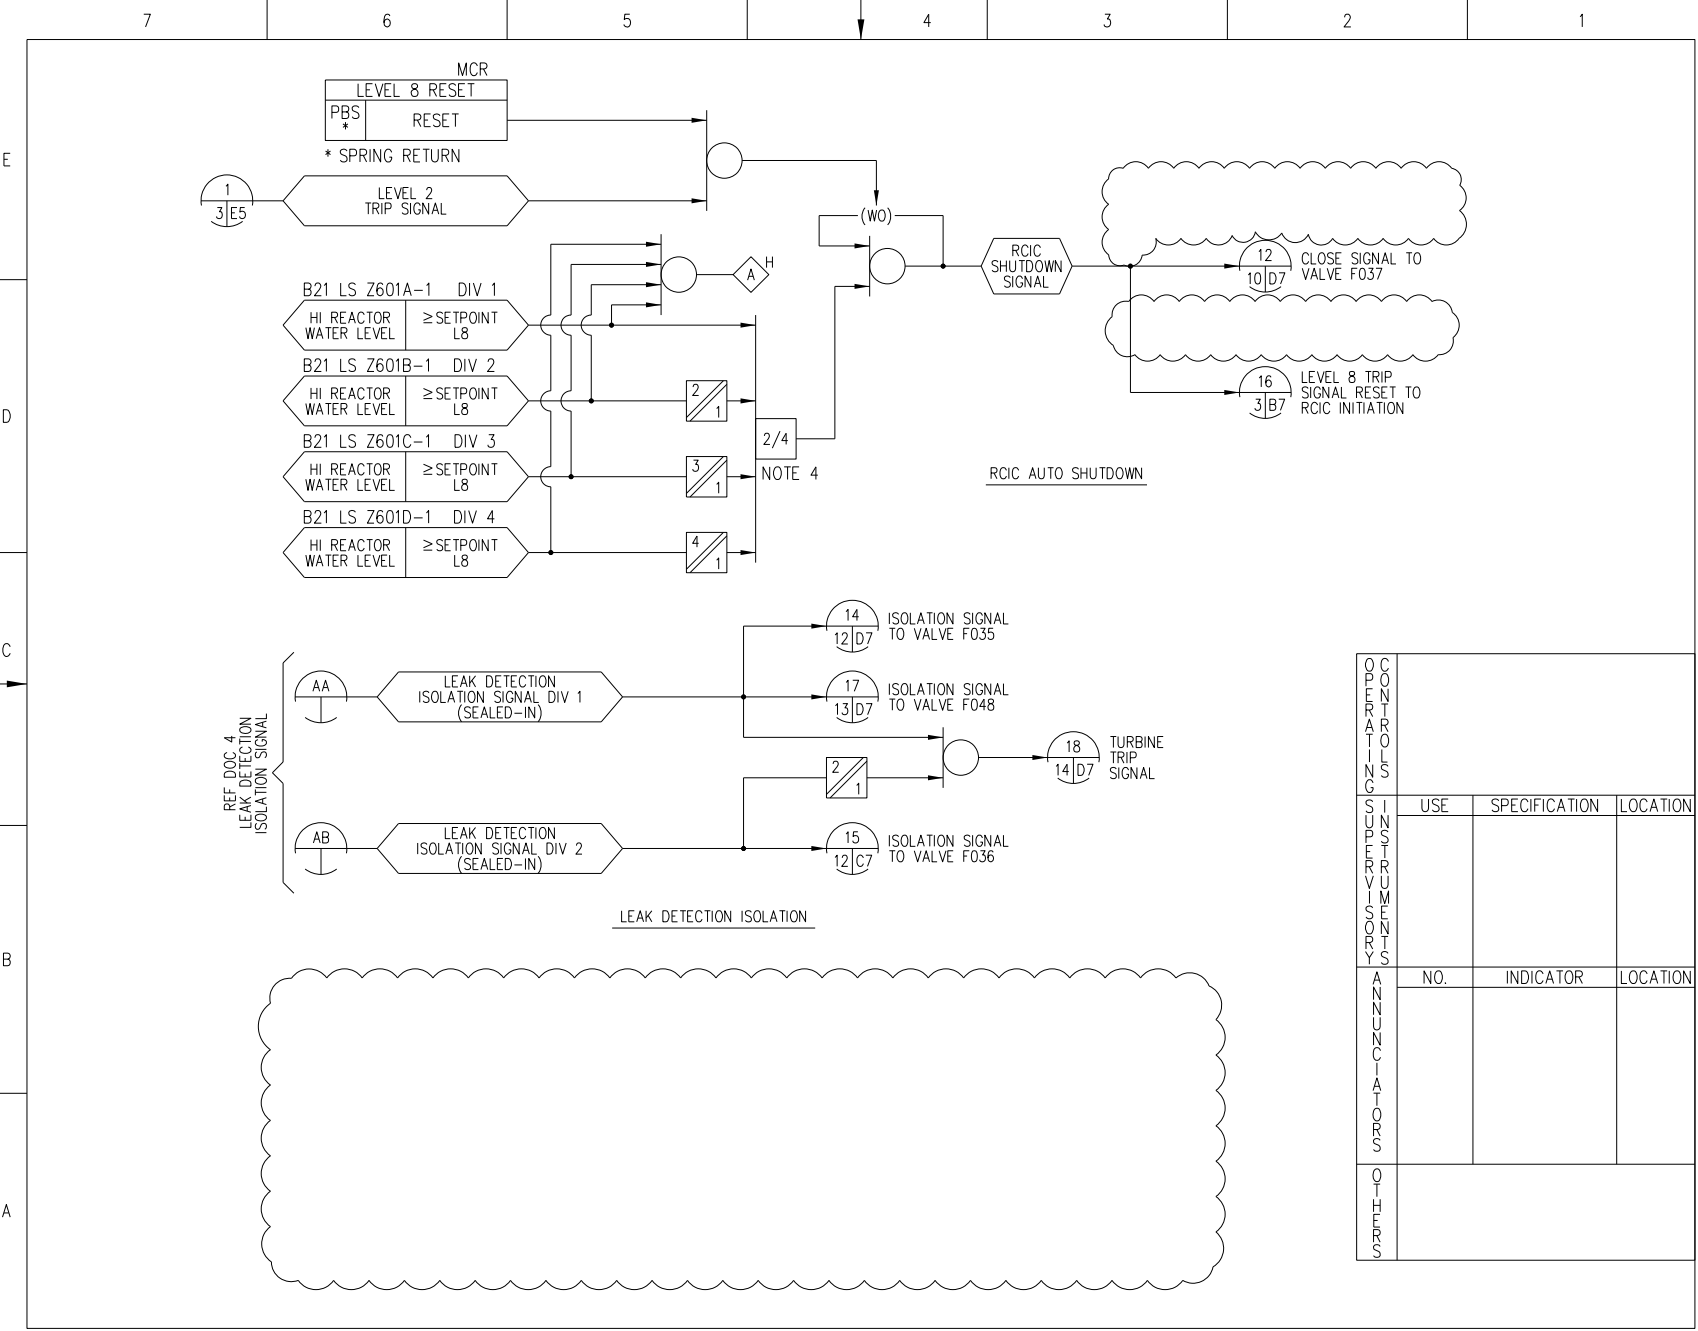 7 6 5 4 3 2 1
E
D
C
B
A
MCR
LEVEL 8 RESET
PBS
*
RESET
* SPRING RETURN
1
3 E5
LEVEL 2
TRIP SIGNAL
(WO)
A
H
RCIC
SHUTDOWN
SIGNAL
12
10 D7
CLOSE SIGNAL TO
VALVE F037
16
3 B7
LEVEL 8 TRIP
SIGNAL RESET TO
RCIC INITIATION
B21 LS Z601A-1 DIV 1
HI REACTOR
WATER LEVEL
≥SETPOINT
L8
B21 LS Z601B-1 DIV 2
HI REACTOR
WATER LEVEL
≥SETPOINT
L8
2
1
B21 LS Z601C-1 DIV 3
HI REACTOR
WATER LEVEL
≥SETPOINT
L8
3
1
B21 LS Z601D-1 DIV 4
HI REACTOR
WATER LEVEL
≥SETPOINT
L8
4
1
2/4
NOTE 4
RCIC AUTO SHUTDOWN
REF DOC 4
LEAK DETECTION
ISOLATION SIGNAL
AA
LEAK DETECTION
ISOLATION SIGNAL DIV 1
(SEALED-IN)
14
12 D7
ISOLATION SIGNAL
TO VALVE F035
17
13 D7
ISOLATION SIGNAL
TO VALVE F048
2
1
18
14 D7
TURBINE
TRIP
SIGNAL
AB
LEAK DETECTION
ISOLATION SIGNAL DIV 2
(SEALED-IN)
15
12 C7
ISOLATION SIGNAL
TO VALVE F036
LEAK DETECTION ISOLATION
OPERATING
CONTROLS
SUPERVISORY
INSTRUMENTS
USE SPECIFICATION LOCATION
ANNUNCIATORS
NO. INDICATOR LOCATION
OTHERS